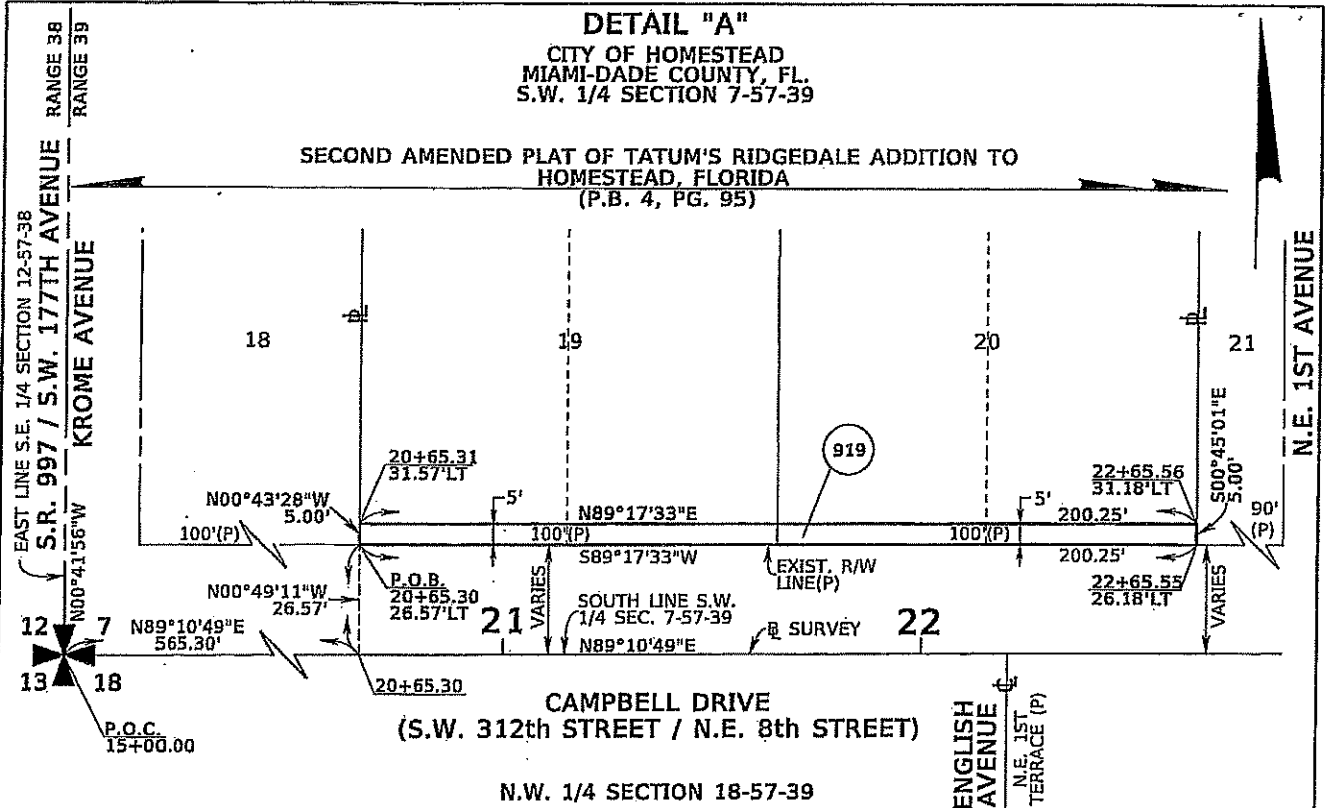 DETAIL "A"
CITY OF HOMESTEAD
MIAMI-DADE COUNTY, FL.
S.W. 1/4 SECTION 7-57-39
RANGE 38
RANGE 39
SECOND AMENDED PLAT OF TATUM'S RIDGEDALE ADDITION TO
HOMESTEAD, FLORIDA
(P.B. 4, PG. 95)
EAST LINE S.E. 1/4 SECTION 12-57-38
S.R. 997 / S.W. 177TH AVENUE
KROME AVENUE
N00°41'56"W
18
19
20
21
N.E. 1ST AVENUE
919
20+65.31
31.57'LT
22+65.56
31.18'LT
S00°45'01"E
5.00'
N00°43'28"W
5.00'
5'
N89°17'33"E
5'
200.25'
90'
(P)
100'(P)
100'(P)
100'(P)
S89°17'33"W
200.25'
P.O.B.
20+65.30
26.57'LT
EXIST. R/W
LINE(P)
22+65.55
26.18'LT
N00°49'11"W
26.57'
VARIES
VARIES
21
SOUTH LINE S.W.
1/4 SEC. 7-57-39
22
12
7
N89°10'49"E
565.30'
N89°10'49"E
BL SURVEY
13
18
20+65.30
P.O.C.
15+00.00
CAMPBELL DRIVE
(S.W. 312th STREET / N.E. 8th STREET)
ENGLISH
AVENUE
CL
N.E. 1ST
TERRACE (P)
N.W. 1/4 SECTION 18-57-39